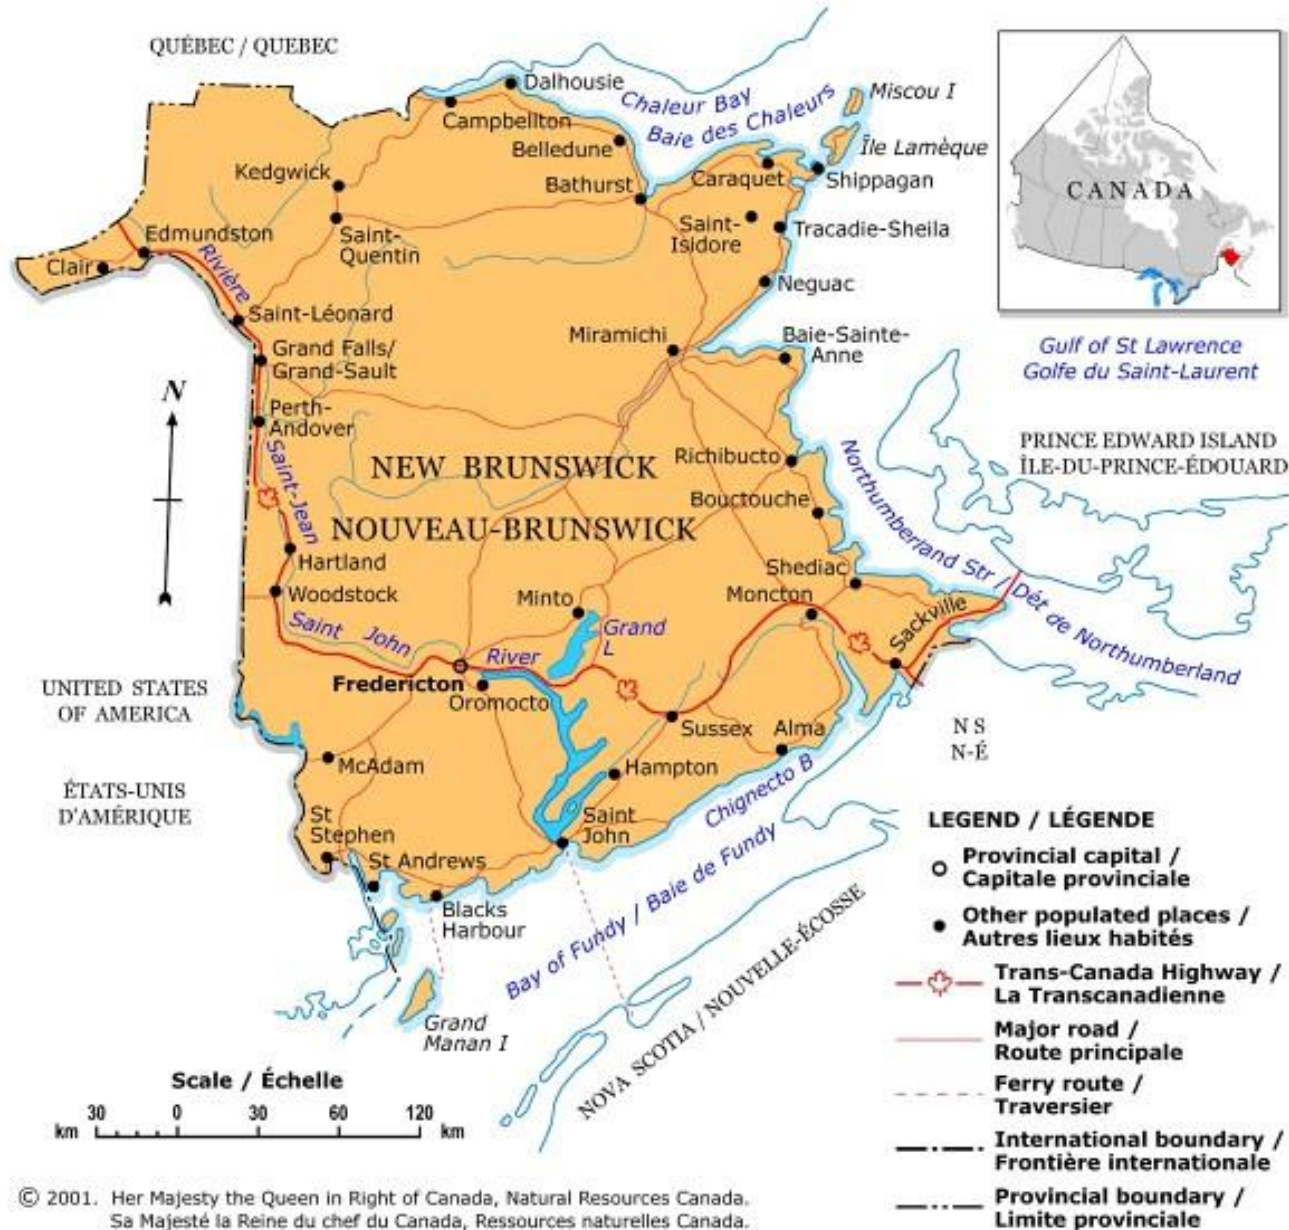 QUÉBEC / QUEBEC
Dalhousie
Campbellton
Chaleur Bay
Baie des Chaleurs
Miscou I
Île Lamèque
Belledune
Kedgwick
Bathurst
Caraquet
Shippagan
CANADA
Saint-
Isidore
Tracadie-Sheila
Edmundston
Saint-
Quentin
Clair
Rivière
Neguac
Saint-Léonard
Miramichi
Baie-Sainte-
Anne
Grand Falls/
Grand-Sault
Gulf of St Lawrence
Golfe du Saint-Laurent
N
Perth-
Andover
Saint-Jean
PRINCE EDWARD ISLAND
ÎLE-DU-PRINCE-ÉDOUARD
NEW BRUNSWICK
NOUVEAU-BRUNSWICK
Richibucto
Bouctouche
Northumberland Str / Dét de Northumberland
Hartland
Woodstock
Shediac
Moncton
Minto
Sackville
Saint John River
Grand
L
Fredericton
Oromocto
UNITED STATES
OF AMERICA
Sussex
Alma
N S
N-É
McAdam
Hampton
ÉTATS-UNIS
D'AMÉRIQUE
Chignecto B
St
Stephen
Saint
John
St Andrews
Blacks
Harbour
Bay of Fundy / Baie de Fundy
Grand
Manan I
NOVA SCOTIA / NOUVELLE-ÉCOSSE
LEGEND / LÉGENDE
Provincial capital /
Capitale provinciale
Other populated places /
Autres lieux habités
Trans-Canada Highway /
La Transcanadienne
Major road /
Route principale
Ferry route /
Traversier
International boundary /
Frontière internationale
Provincial boundary /
Limite provinciale
Scale / Échelle
30 0 30 60 120
km km
© 2001. Her Majesty the Queen in Right of Canada, Natural Resources Canada.
Sa Majesté la Reine du chef du Canada, Ressources naturelles Canada.